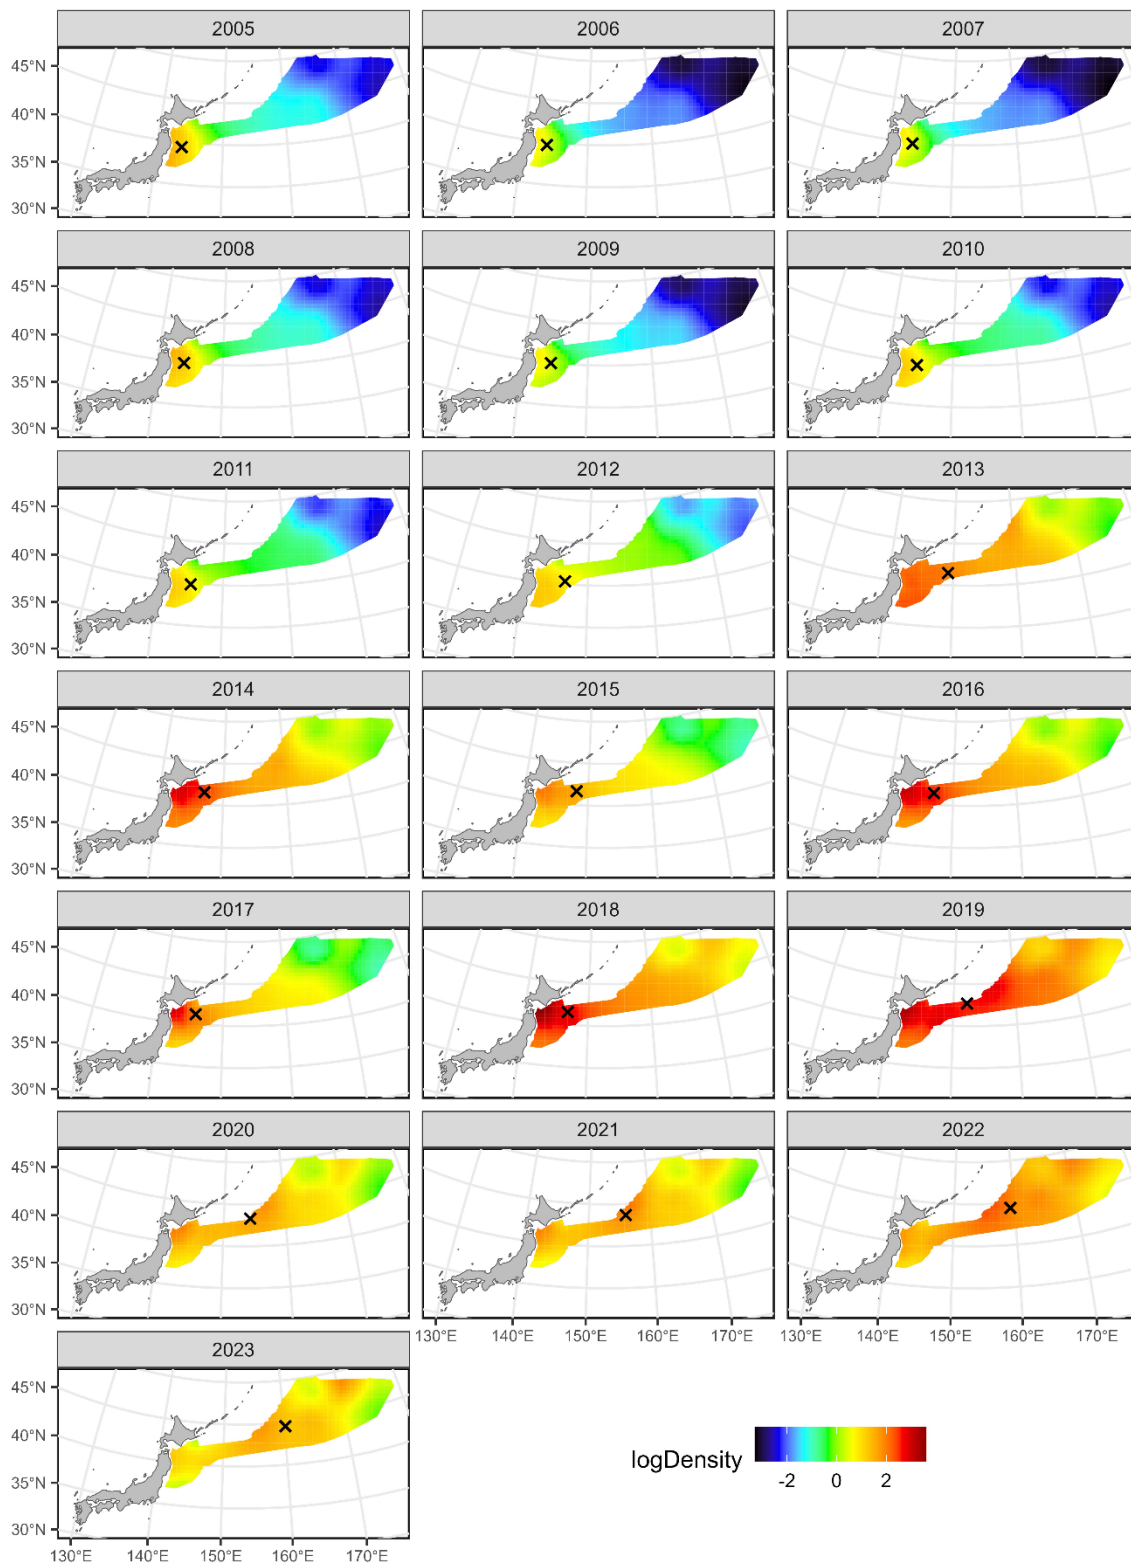 2005 2006 2007
45°N
40°N
35°N
30°N
2008 2009 2010
45°N
40°N
35°N
30°N
2011 2012 2013
45°N
40°N
35°N
30°N
2014 2015 2016
45°N
40°N
35°N
30°N
2017 2018 2019
45°N
40°N
35°N
30°N
2020 2021 2022
45°N
40°N
35°N
30°N
130°E 140°E 150°E 160°E 170°E 130°E 140°E 150°E 160°E 170°E
2023
45°N
40°N
35°N
30°N
130°E 140°E 150°E 160°E 170°E
logDensity
-2 0 2